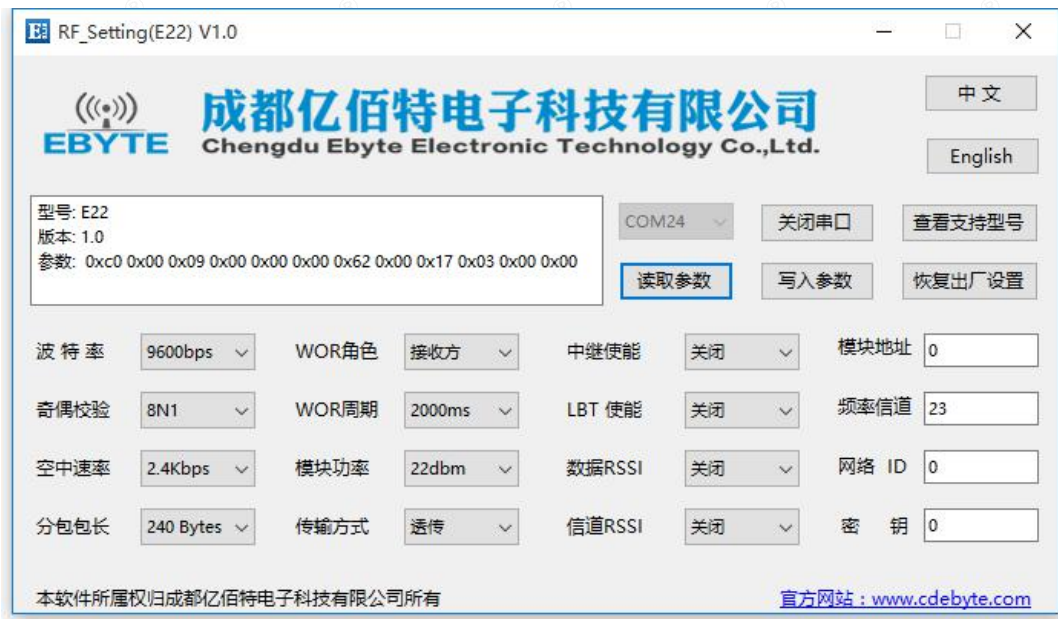 RF_Setting(E22) V1.0
EBYTE
成都亿佰特电子科技有限公司
Chengdu Ebyte Electronic Technology Co.,Ltd.
中 文
English
型号: E22
版本: 1.0
参数: 0xc0 0x00 0x09 0x00 0x00 0x00 0x62 0x00 0x17 0x03 0x00 0x00
COM24 关闭串口 查看支持型号
读取参数 写入参数 恢复出厂设置
波 特 率 9600bps WOR角色 接收方 中继使能 关闭 模块地址 0
奇偶校验 8N1 WOR周期 2000ms LBT 使能 关闭 频率信道 23
空中速率 2.4Kbps 模块功率 22dbm 数据RSSI 关闭 网络 ID 0
分包包长 240 Bytes 传输方式 透传 信道RSSI 关闭 密 钥 0
本软件所属权归成都亿佰特电子科技有限公司所有 官方网站：www.cdebyte.com